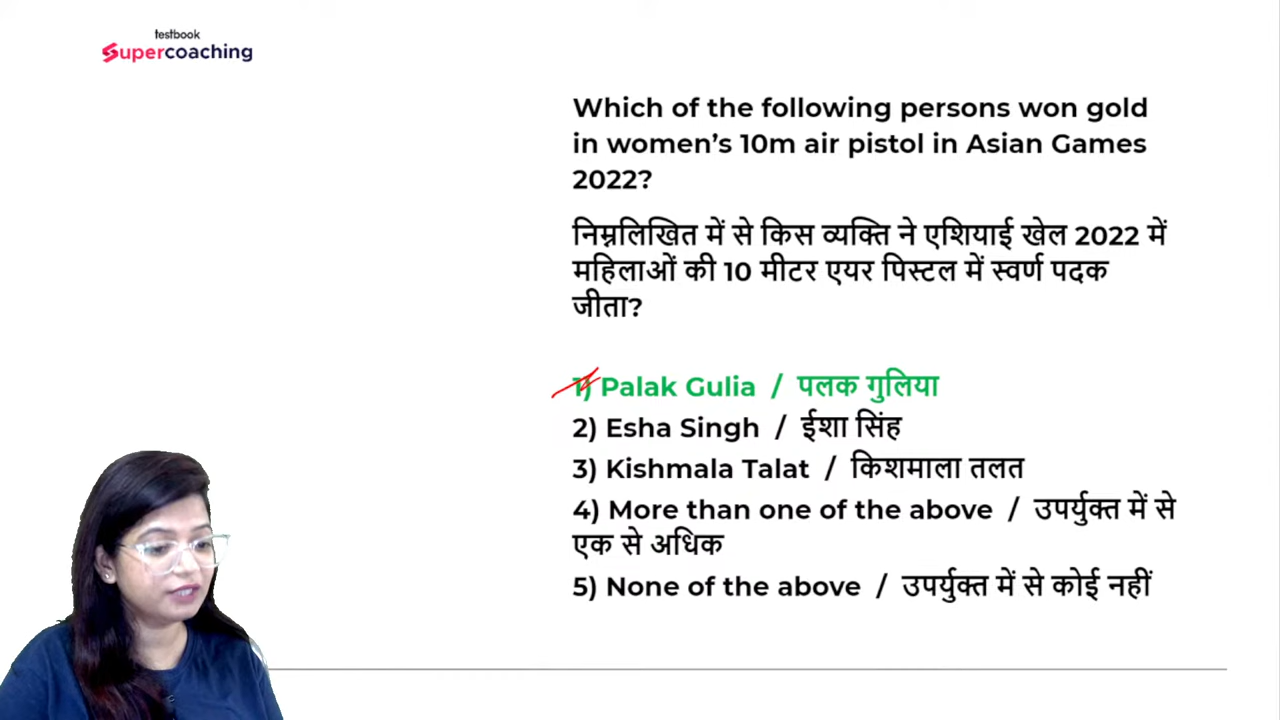 testbook
Supercoaching
Which of the following persons won gold
in women's 10m air pistol in Asian Games
2022?
निम्नलिखित में से किस व्यक्ति ने एशियाई खेल 2022 में
महिलाओं की 10 मीटर एयर पिस्टल में स्वर्ण पदक
जीता?
1) Palak Gulia / पलक गुलिया
2) Esha Singh / ईशा सिंह
3) Kishmala Talat / किशमाला तलत
4) More than one of the above / उपर्युक्त में से
एक से अधिक
5) None of the above / उपर्युक्त में से कोई नहीं